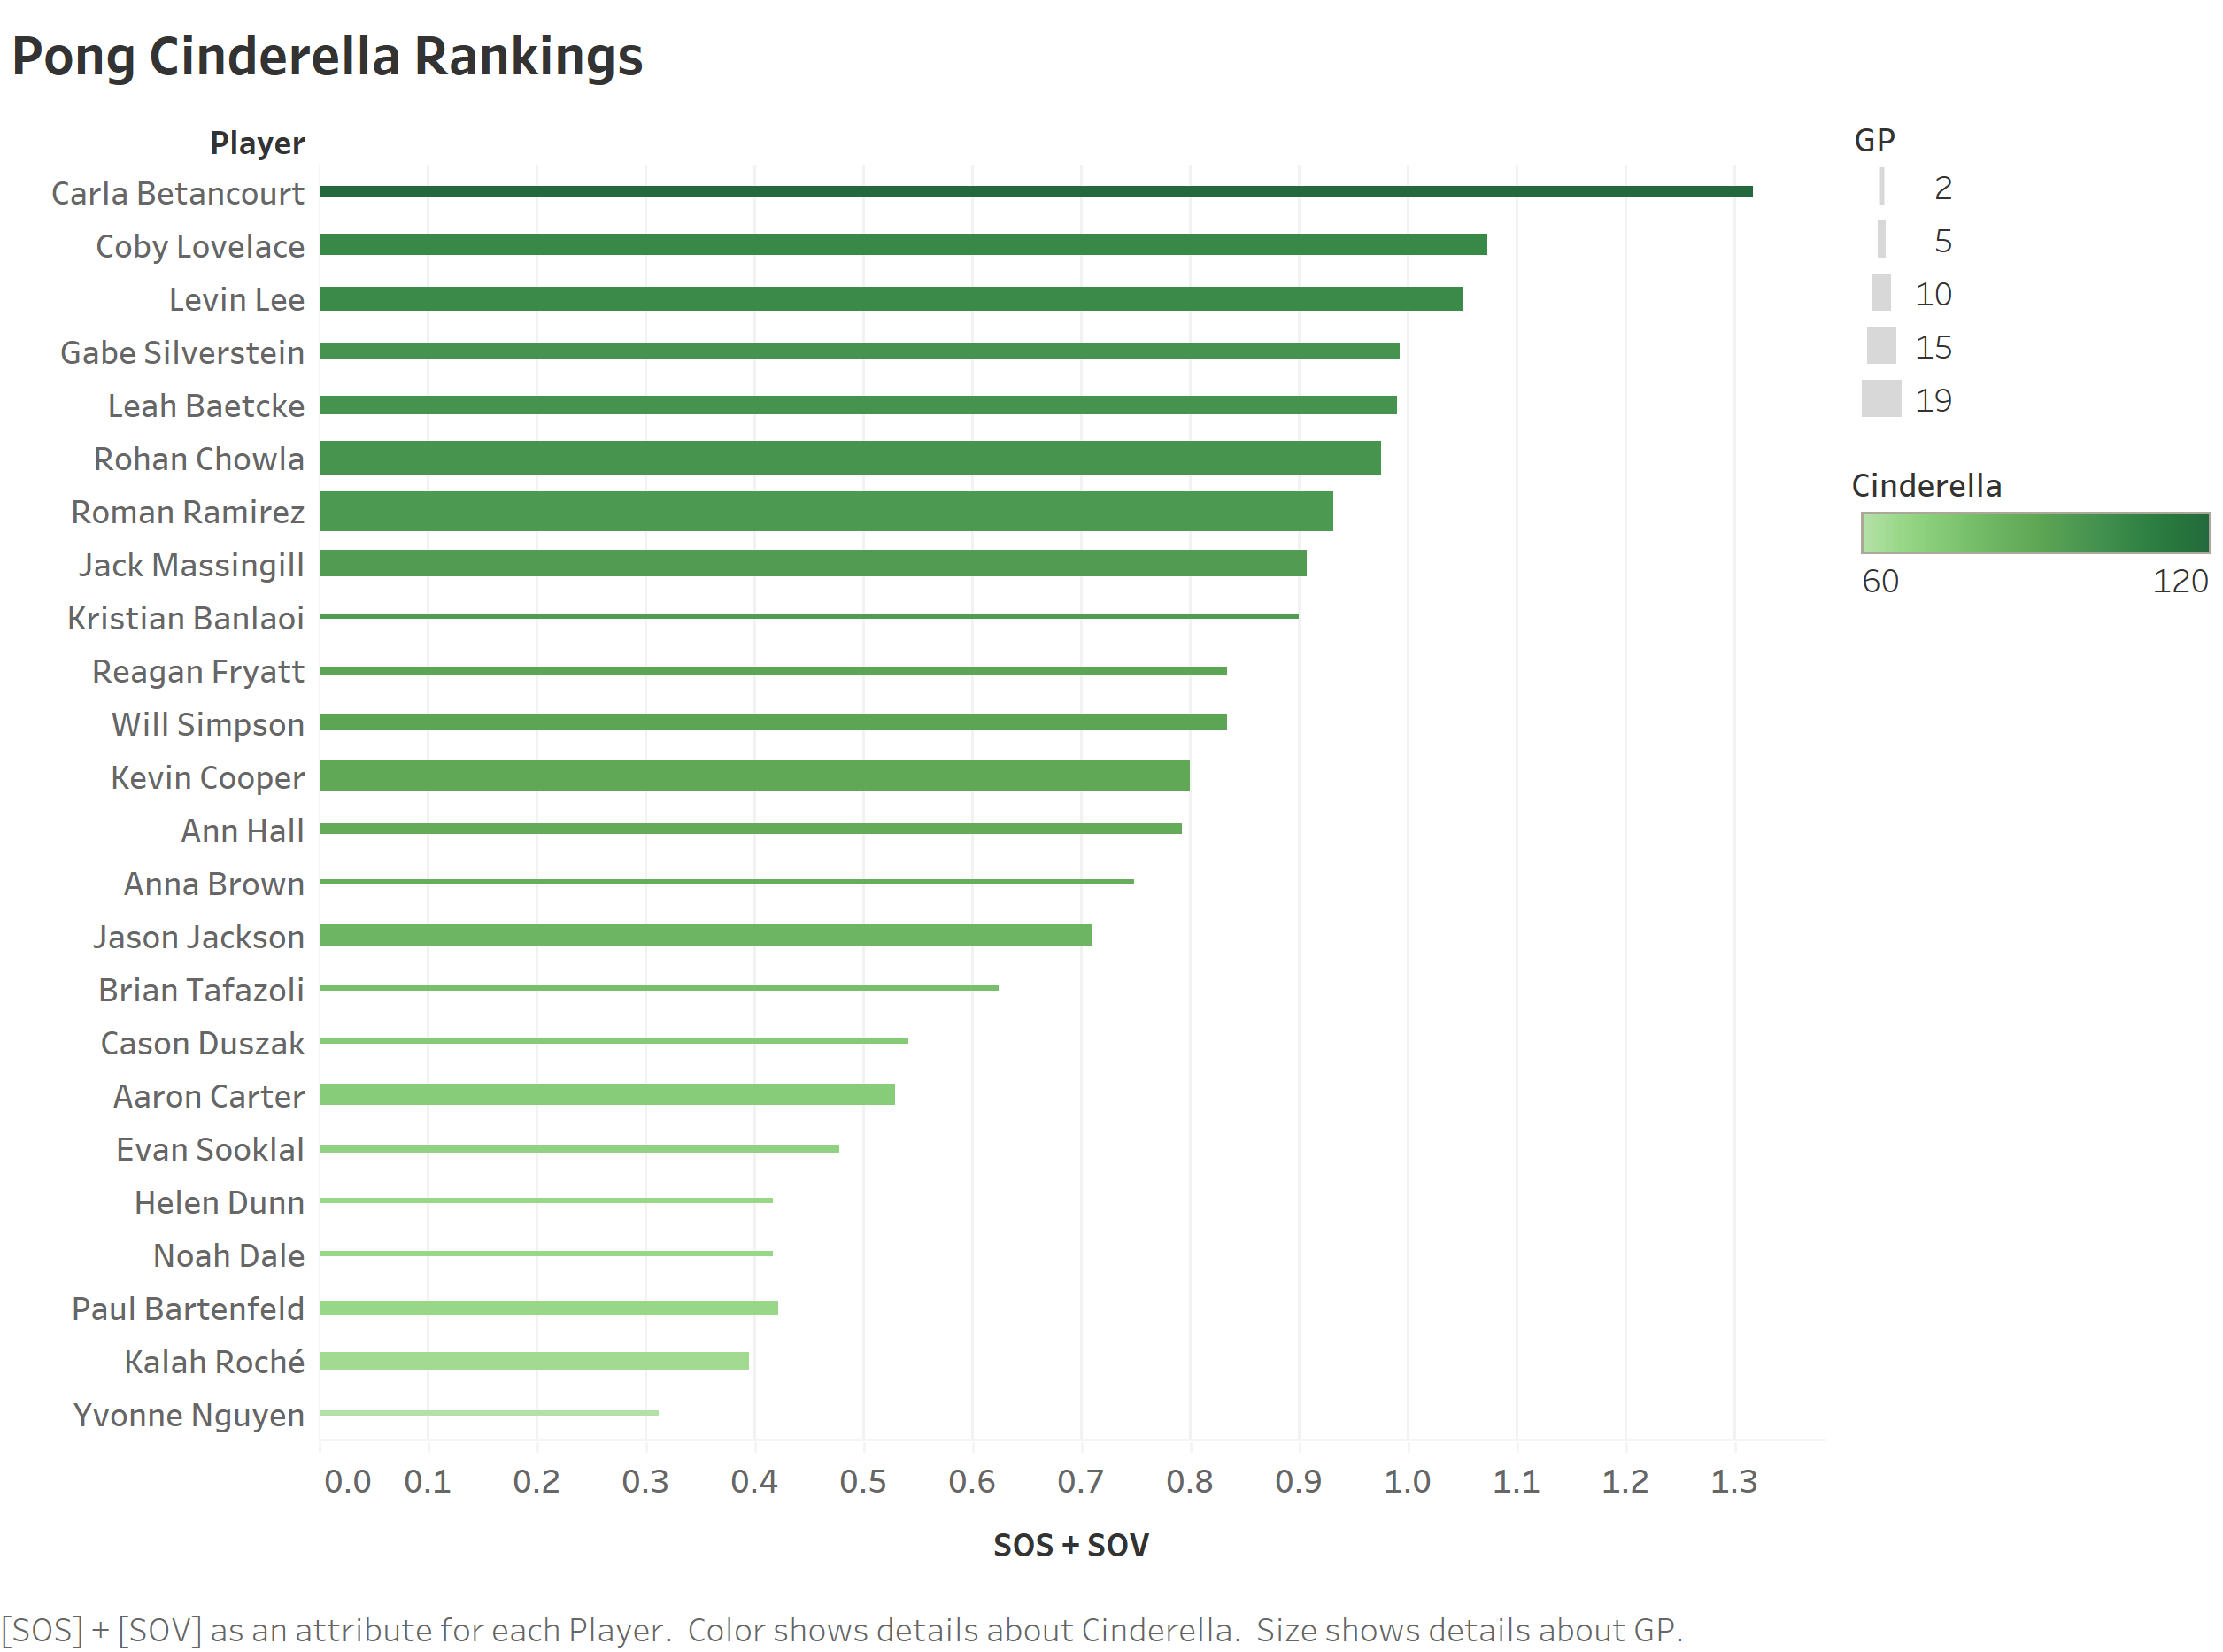 Pong Cinderella Rankings
Player
Carla Betancourt
Coby Lovelace
Levin Lee
Gabe Silverstein
Leah Baetcke
Rohan Chowla
Roman Ramirez
Jack Massingill
Kristian Banlaoi
Reagan Fryatt
Will Simpson
Kevin Cooper
Ann Hall
Anna Brown
Jason Jackson
Brian Tafazoli
Cason Duszak
Aaron Carter
Evan Sooklal
Helen Dunn
Noah Dale
Paul Bartenfeld
Kalah Roché
Yvonne Nguyen
0.0 0.1 0.2 0.3 0.4 0.5 0.6 0.7 0.8 0.9 1.0 1.1 1.2 1.3
SOS + SOV
GP
2
5
10
15
19
Cinderella
60 120
[SOS] + [SOV] as an attribute for each Player. Color shows details about Cinderella. Size shows details about GP.